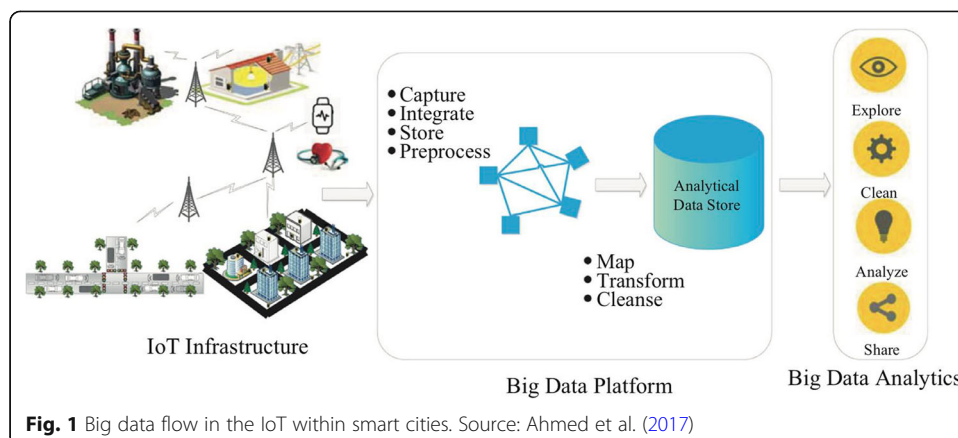 • Capture
• Integrate
• Store
• Preprocess
Analytical
Data Store
• Map
• Transform
• Cleanse
Explore
Clean
Analyze
Share
IoT Infrastructure
Big Data Platform
Big Data Analytics
Fig. 1 Big data flow in the IoT within smart cities. Source: Ahmed et al. (2017)